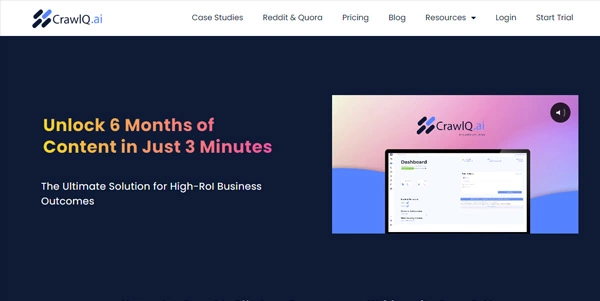 CrawlQ.ai
Case Studies
Reddit & Quora
Pricing
Blog
Resources
Login
Start Trial
Unlock 6 Months of
Content in Just 3 Minutes
The Ultimate Solution for High-RoI Business
Outcomes
CrawlQ.ai
Dashboard